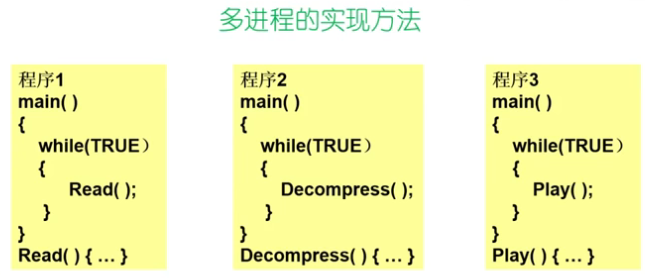 多进程的实现方法
程序1
main( )
{
while(TRUE）
{
Read( );
}
}
Read( ) { … }
程序2
main( )
{
while(TRUE）
{
Decompress( );
}
}
Decompress( ) { … }
程序3
main( )
{
while(TRUE）
{
Play( );
}
}
Play( ) { … }